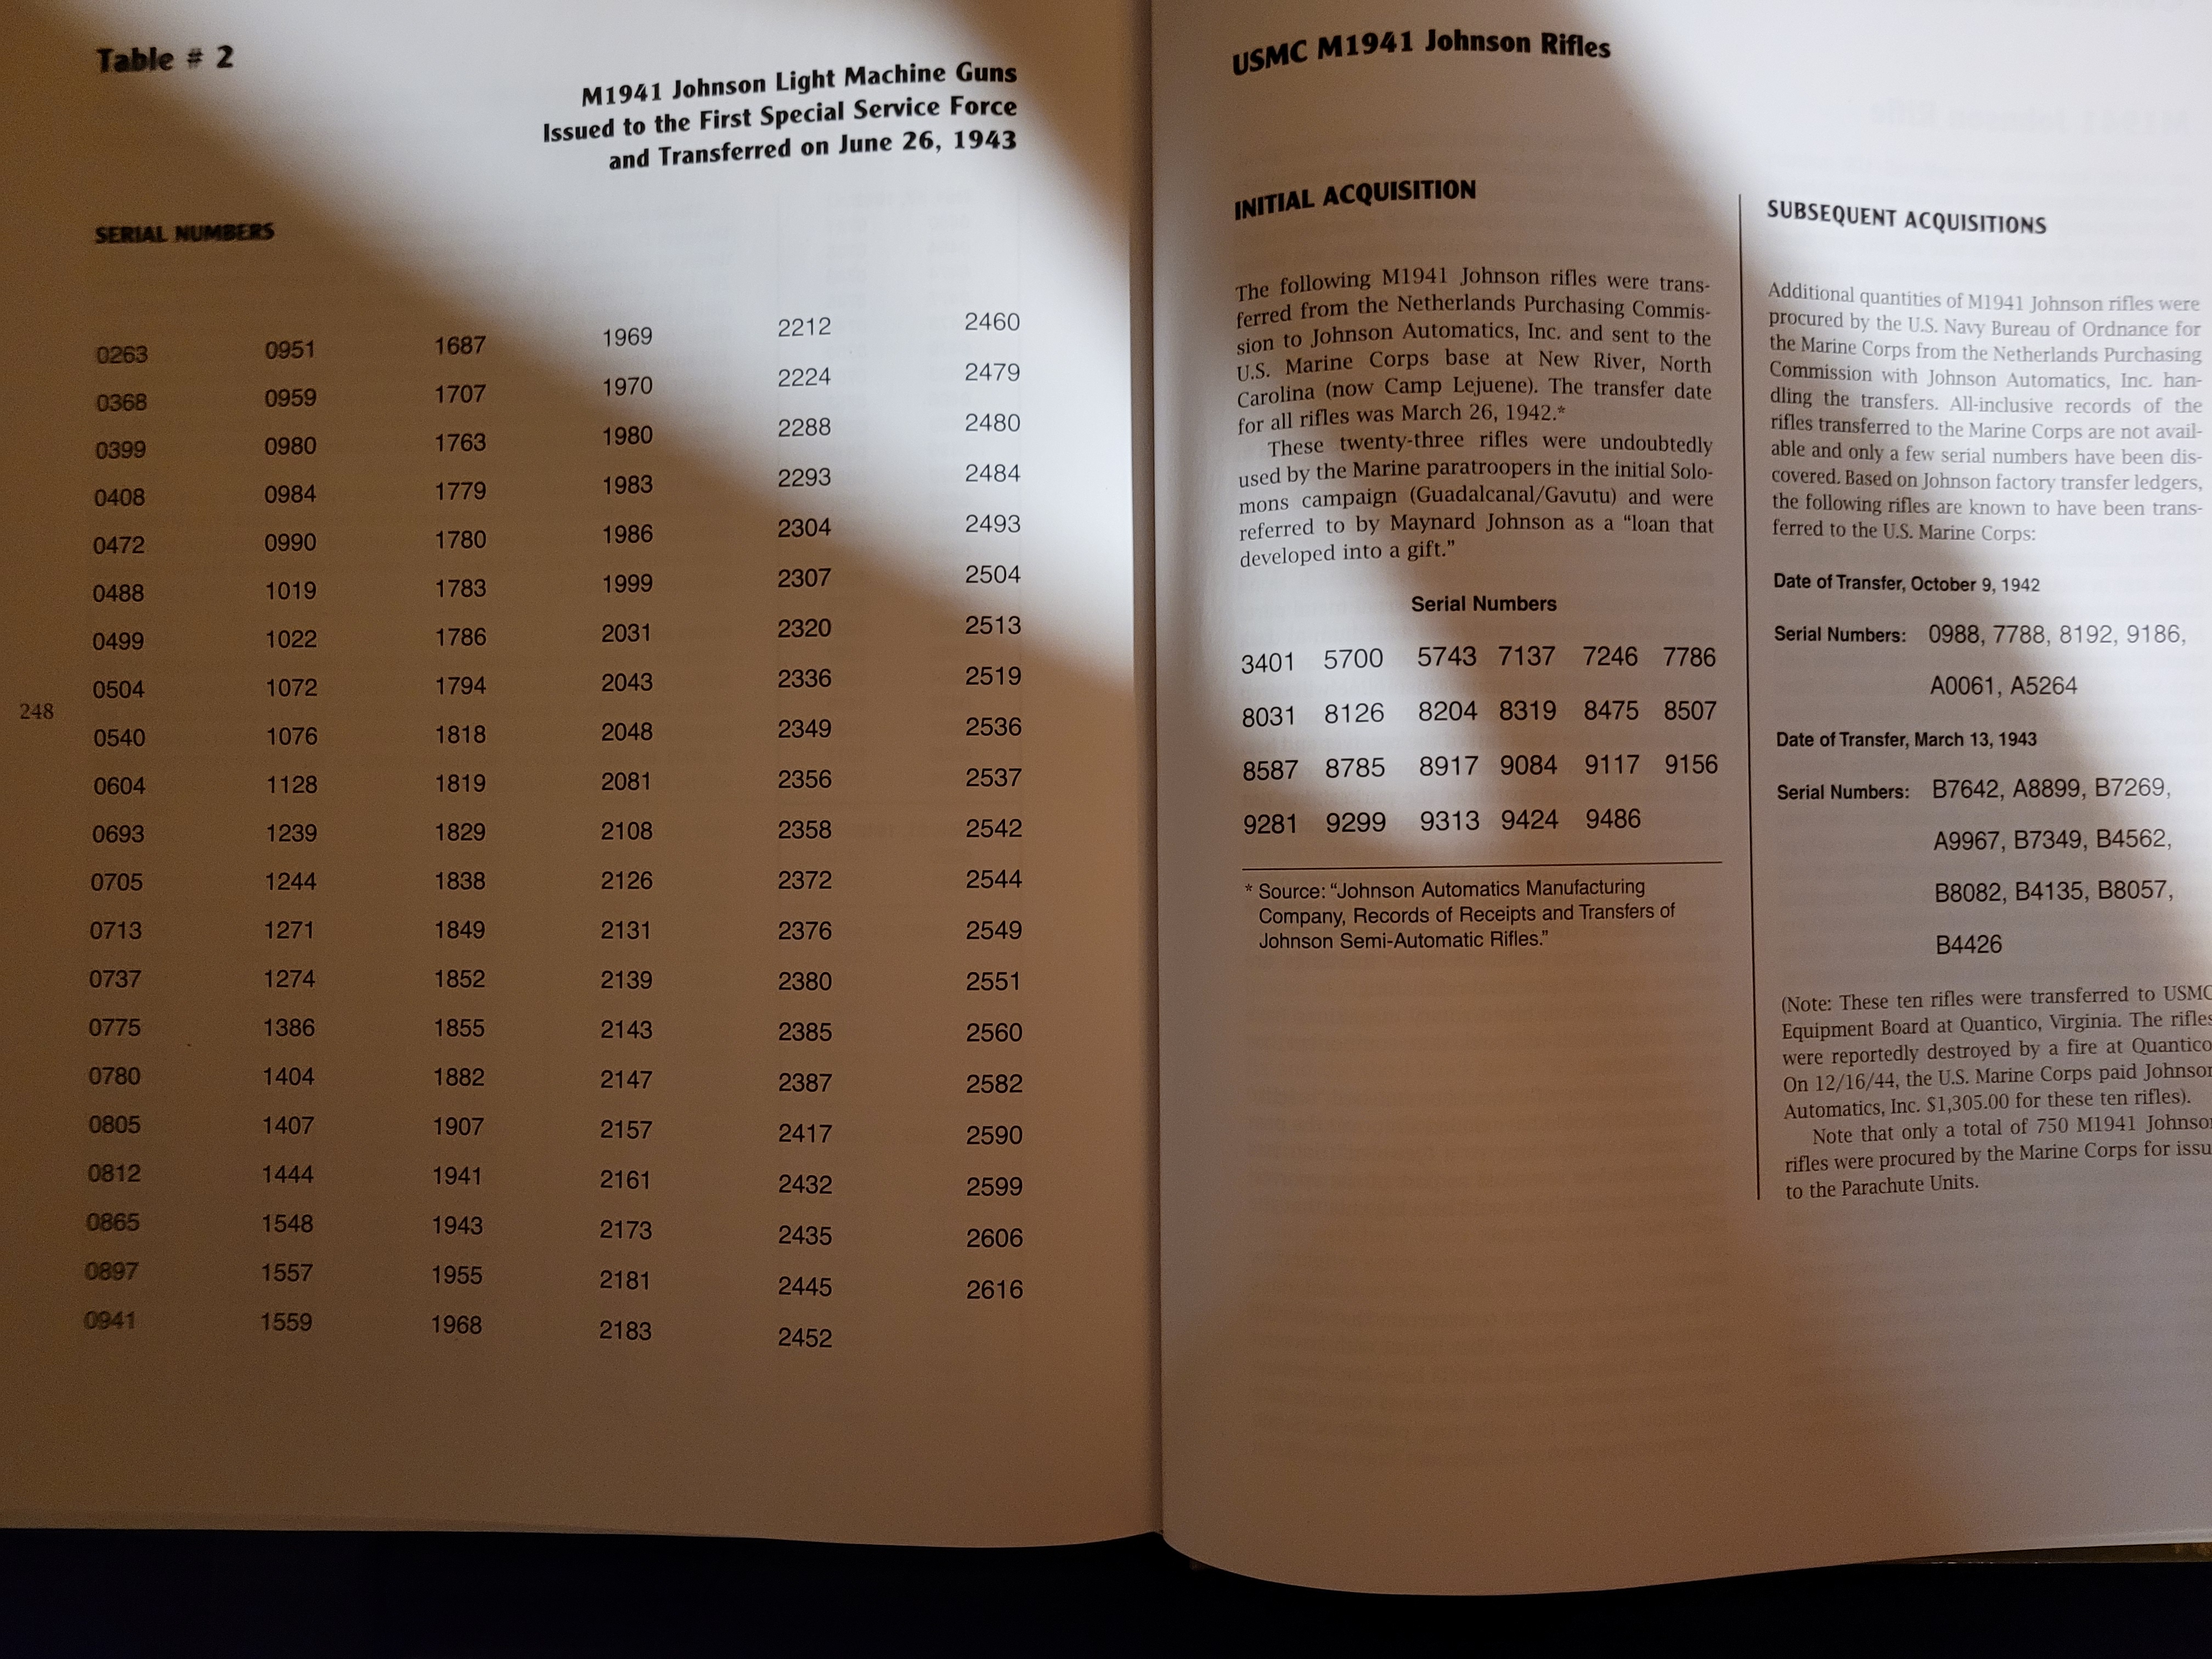 Table # 2
M1941 Johnson Light Machine Guns
Issued to the First Special Service Force
and Transferred on June 26, 1943
SERIAL NUMBERS
0263 0951 1687 1969 2212 2460
0368 0959 1707 1970 2224 2479
0399 0980 1763 1980 2288 2480
0408 0984 1779 1983 2293 2484
0472 0990 1780 1986 2304 2493
0488 1019 1783 1999 2307 2504
0499 1022 1786 2031 2320 2513
0504 1072 1794 2043 2336 2519
0540 1076 1818 2048 2349 2536
0604 1128 1819 2081 2356 2537
0693 1239 1829 2108 2358 2542
0705 1244 1838 2126 2372 2544
0713 1271 1849 2131 2376 2549
0737 1274 1852 2139 2380 2551
0775 1386 1855 2143 2385 2560
0780 1404 1882 2147 2387 2582
0805 1407 1907 2157 2417 2590
0812 1444 1941 2161 2432 2599
0865 1548 1943 2173 2435 2606
0897 1557 1955 2181 2445 2616
0941 1559 1968 2183 2452
248
USMC M1941 Johnson Rifles
INITIAL ACQUISITION
The following M1941 Johnson rifles were trans-
ferred from the Netherlands Purchasing Commis-
sion to Johnson Automatics, Inc. and sent to the
U.S. Marine Corps base at New River, North
Carolina (now Camp Lejuene). The transfer date
for all rifles was March 26, 1942.*
These twenty-three rifles were undoubtedly
used by the Marine paratroopers in the initial Solo-
mons campaign (Guadalcanal/Gavutu) and were
referred to by Maynard Johnson as a “loan that
developed into a gift.”
Serial Numbers
3401 5700 5743 7137 7246 7786
8031 8126 8204 8319 8475 8507
8587 8785 8917 9084 9117 9156
9281 9299 9313 9424 9486
* Source: “Johnson Automatics Manufacturing
Company, Records of Receipts and Transfers of
Johnson Semi-Automatic Rifles.”
SUBSEQUENT ACQUISITIONS
Additional quantities of M1941 Johnson rifles were
procured by the U.S. Navy Bureau of Ordnance for
the Marine Corps from the Netherlands Purchasing
Commission with Johnson Automatics, Inc. han-
dling the transfers. All-inclusive records of the
rifles transferred to the Marine Corps are not avail-
able and only a few serial numbers have been dis-
covered. Based on Johnson factory transfer ledgers,
the following rifles are known to have been trans-
ferred to the U.S. Marine Corps:
Date of Transfer, October 9, 1942
Serial Numbers: 0988, 7788, 8192, 9186,
A0061, A5264
Date of Transfer, March 13, 1943
Serial Numbers: B7642, A8899, B7269,
A9967, B7349, B4562,
B8082, B4135, B8057,
B4426
(Note: These ten rifles were transferred to USMC
Equipment Board at Quantico, Virginia. The rifles
were reportedly destroyed by a fire at Quantico
On 12/16/44, the U.S. Marine Corps paid Johnson
Automatics, Inc. $1,305.00 for these ten rifles).
Note that only a total of 750 M1941 Johnson
rifles were procured by the Marine Corps for issu
to the Parachute Units.